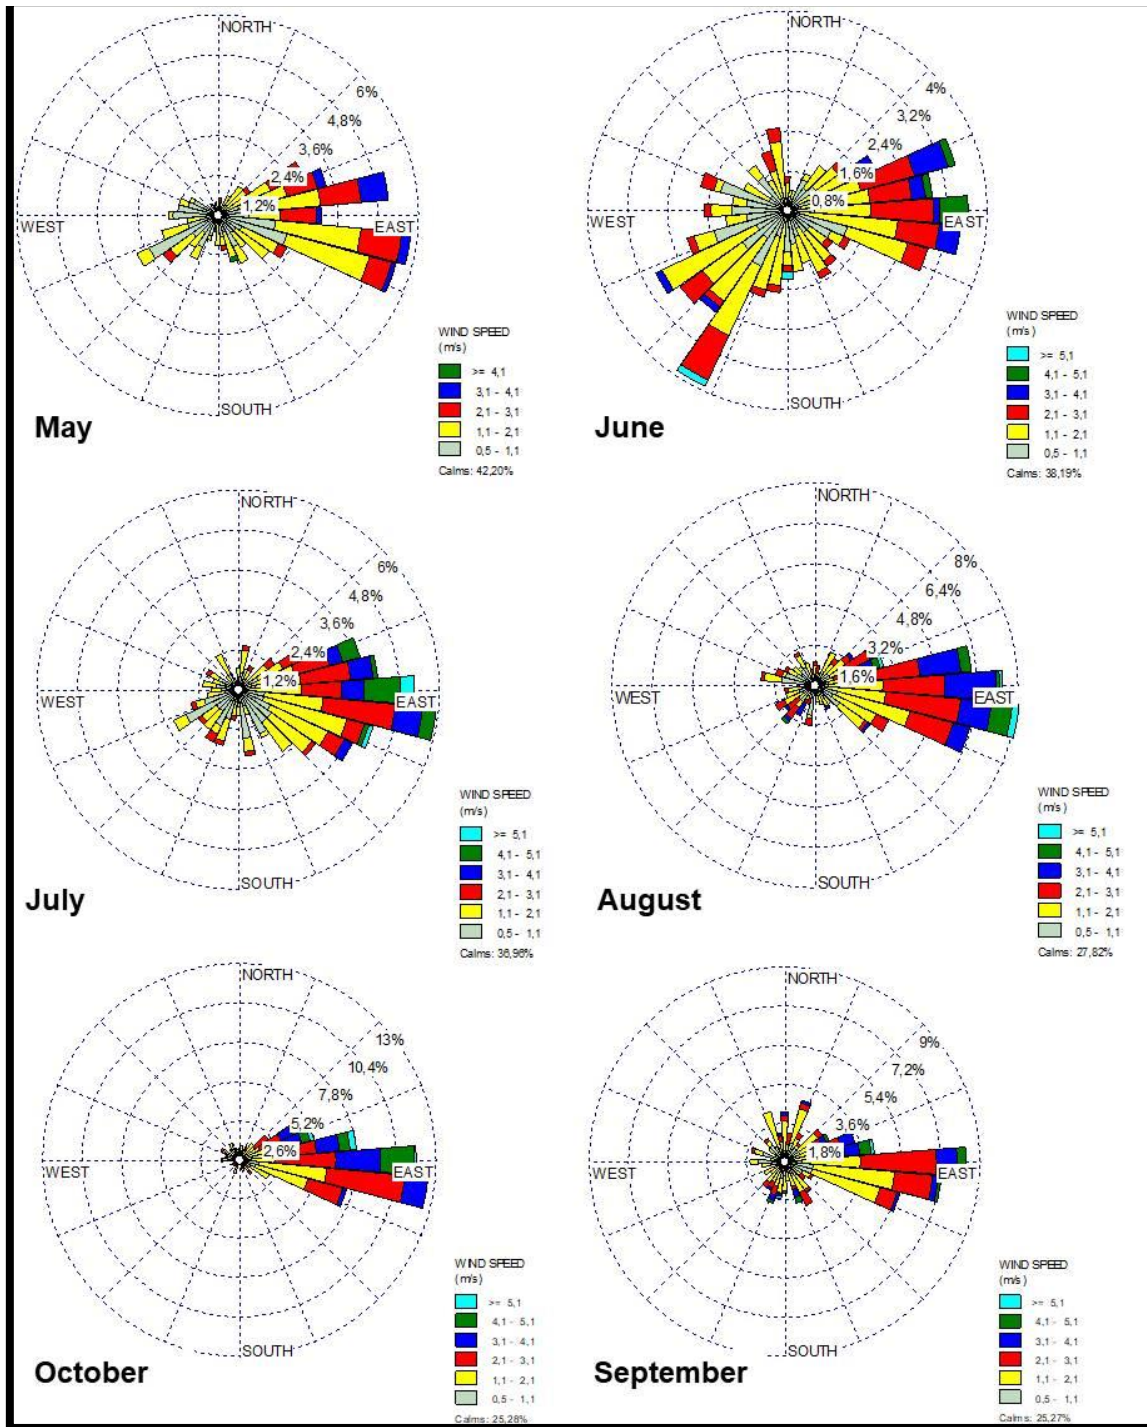 NORTH
6%
4,8%
3,6%
2,4%
1,2%
WEST
EAST
SOUTH
WIND SPEED
(m/s)
>= 4,1
3,1 - 4,1
2,1 - 3,1
1,1 - 2,1
0,5 - 1,1
Calms: 42,20%
May
NORTH
4%
3,2%
2,4%
1,6%
0,8%
WEST
EAST
SOUTH
WIND SPEED
(m/s)
>= 5,1
4,1 - 5,1
3,1 - 4,1
2,1 - 3,1
1,1 - 2,1
0,5 - 1,1
Calms: 38,19%
June
NORTH
6%
4,8%
3,6%
2,4%
1,2%
WEST
EAST
SOUTH
WIND SPEED
(m/s)
>= 5,1
4,1 - 5,1
3,1 - 4,1
2,1 - 3,1
1,1 - 2,1
0,5 - 1,1
Calms: 36,96%
July
NORTH
8%
6,4%
4,8%
3,2%
1,6%
WEST
EAST
SOUTH
WIND SPEED
(m/s)
>= 5,1
4,1 - 5,1
3,1 - 4,1
2,1 - 3,1
1,1 - 2,1
0,5 - 1,1
Calms: 27,82%
August
NORTH
13%
10,4%
7,8%
5,2%
2,6%
WEST
EAST
SOUTH
WIND SPEED
(m/s)
>= 5,1
4,1 - 5,1
3,1 - 4,1
2,1 - 3,1
1,1 - 2,1
0,5 - 1,1
Calms: 25,28%
October
NORTH
9%
7,2%
5,4%
3,6%
1,8%
WEST
EAST
SOUTH
WIND SPEED
(m/s)
>= 5,1
4,1 - 5,1
3,1 - 4,1
2,1 - 3,1
1,1 - 2,1
0,5 - 1,1
Calms: 25,27%
September